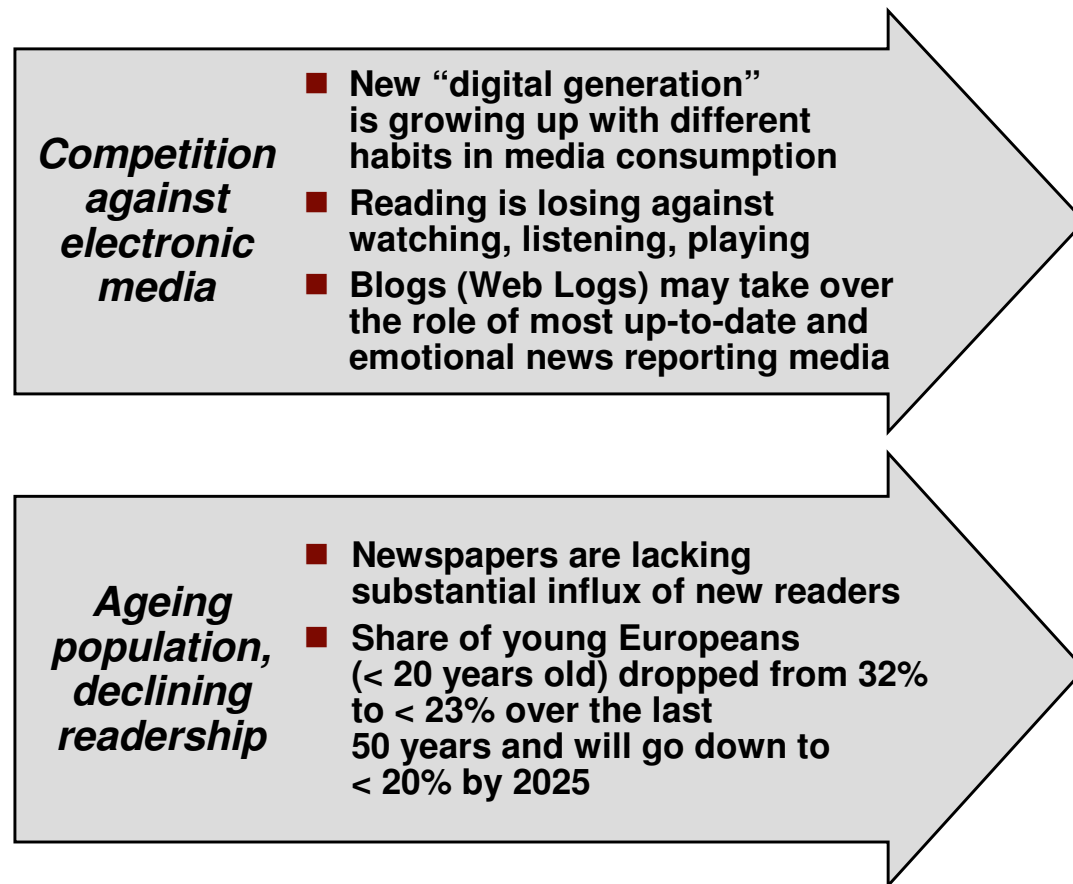 Competition
against
electronic
media
■ New “digital generation”
is growing up with different
habits in media consumption
■ Reading is losing against
watching, listening, playing
■ Blogs (Web Logs) may take over
the role of most up-to-date and
emotional news reporting media
Ageing
population,
declining
readership
■ Newspapers are lacking
substantial influx of new readers
■ Share of young Europeans
(< 20 years old) dropped from 32%
to < 23% over the last
50 years and will go down to
< 20% by 2025